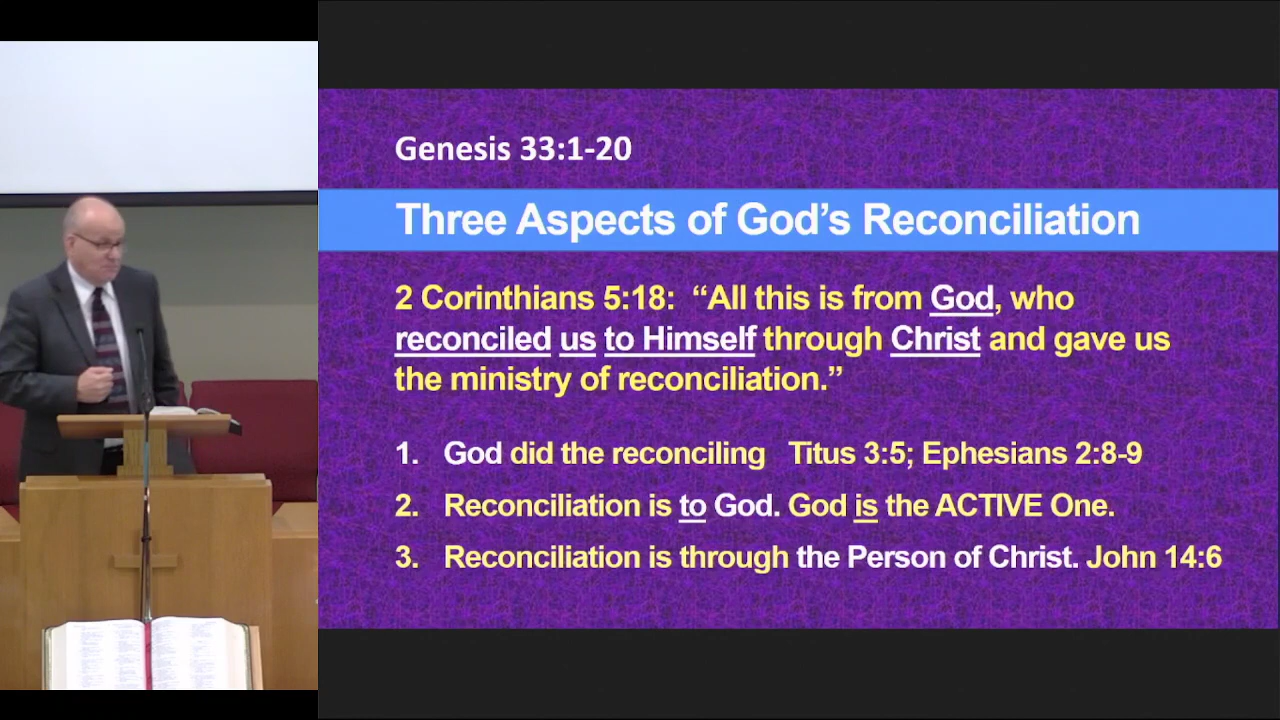 Genesis 33:1-20
Three Aspects of God’s Reconciliation
2 Corinthians 5:18: “All this is from God, who
reconciled us to Himself through Christ and gave us
the ministry of reconciliation.”
1. God did the reconciling Titus 3:5; Ephesians 2:8-9
2. Reconciliation is to God. God is the ACTIVE One.
3. Reconciliation is through the Person of Christ. John 14:6